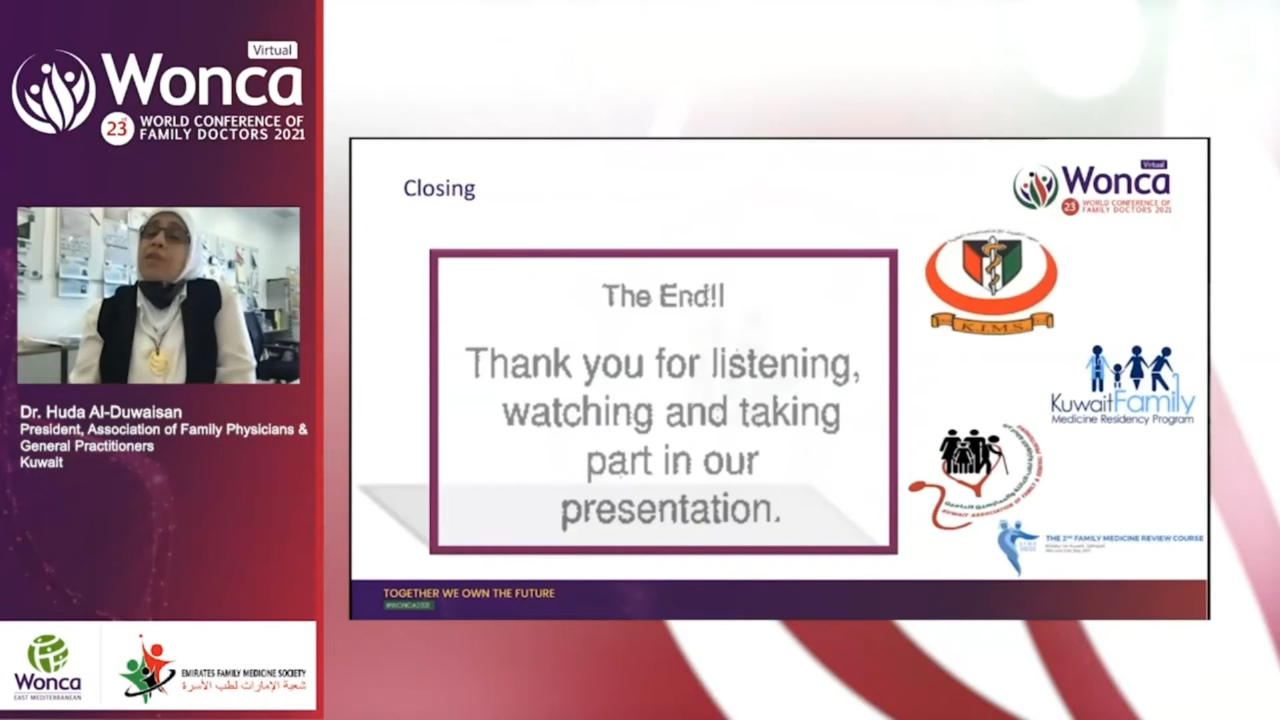 Virtual
Wonca
23rd WORLD CONFERENCE OF
FAMILY DOCTORS 2021
Dr. Huda Al-Duwaisan
President, Association of Family Physicians &
General Practitioners
Kuwait
Wonca
EAST MEDITERRANEAN
EMIRATES FAMILY MEDICINE SOCIETY
شعبة الإمارات لطب الأسرة
Closing
Virtual
Wonca
23 WORLD CONFERENCE OF
FAMILY DOCTORS 2021
The End!!
Thank you for listening,
watching and taking
part in our
presentation.
K.I.M.S.
KuwaitFamily
Medicine Residency Program
THE 2ND FAMILY MEDICINE REVIEW COURSE
TOGETHER WE OWN THE FUTURE
#WONCA2021